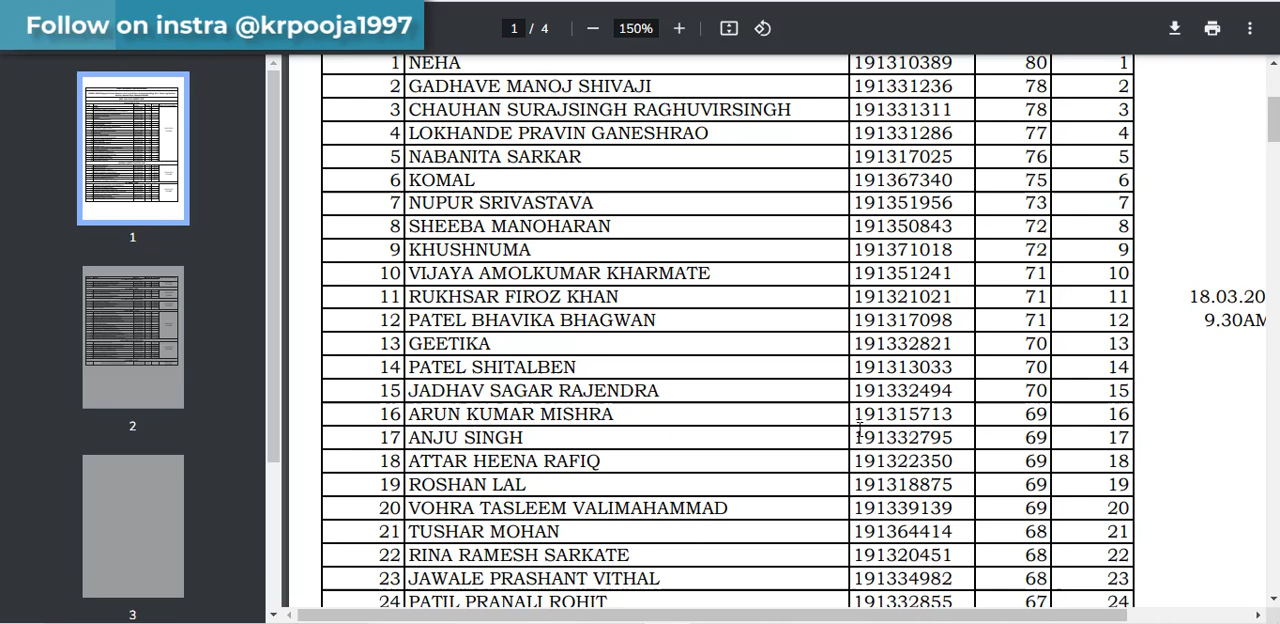 Follow on instra @krpooja1997
1 / 4
150%
1 NEHA 191310389 80 1
2 GADHAVE MANOJ SHIVAJI 191331236 78 2
3 CHAUHAN SURAJSINGH RAGHUVIRSINGH 191331311 78 3
4 LOKHANDE PRAVIN GANESHRAO 191331286 77 4
5 NABANITA SARKAR 191317025 76 5
6 KOMAL 191367340 75 6
7 NUPUR SRIVASTAVA 191351956 73 7
8 SHEEBA MANOHARAN 191350843 72 8
9 KHUSHNUMA 191371018 72 9
10 VIJAYA AMOLKUMAR KHARMATE 191351241 71 10
11 RUKHSAR FIROZ KHAN 191321021 71 11 18.03.20
12 PATEL BHAVIKA BHAGWAN 191317098 71 12 9.30AM
13 GEETIKA 191332821 70 13
14 PATEL SHITALBEN 191313033 70 14
15 JADHAV SAGAR RAJENDRA 191332494 70 15
16 ARUN KUMAR MISHRA 191315713 69 16
17 ANJU SINGH 191332795 69 17
18 ATTAR HEENA RAFIQ 191322350 69 18
19 ROSHAN LAL 191318875 69 19
20 VOHRA TASLEEM VALIMAHAMMAD 191339139 69 20
21 TUSHAR MOHAN 191364414 68 21
22 RINA RAMESH SARKATE 191320451 68 22
23 JAWALE PRASHANT VITHAL 191334982 68 23
24 PATIL PRANALI ROHIT 191332855 67 24
1
2
3